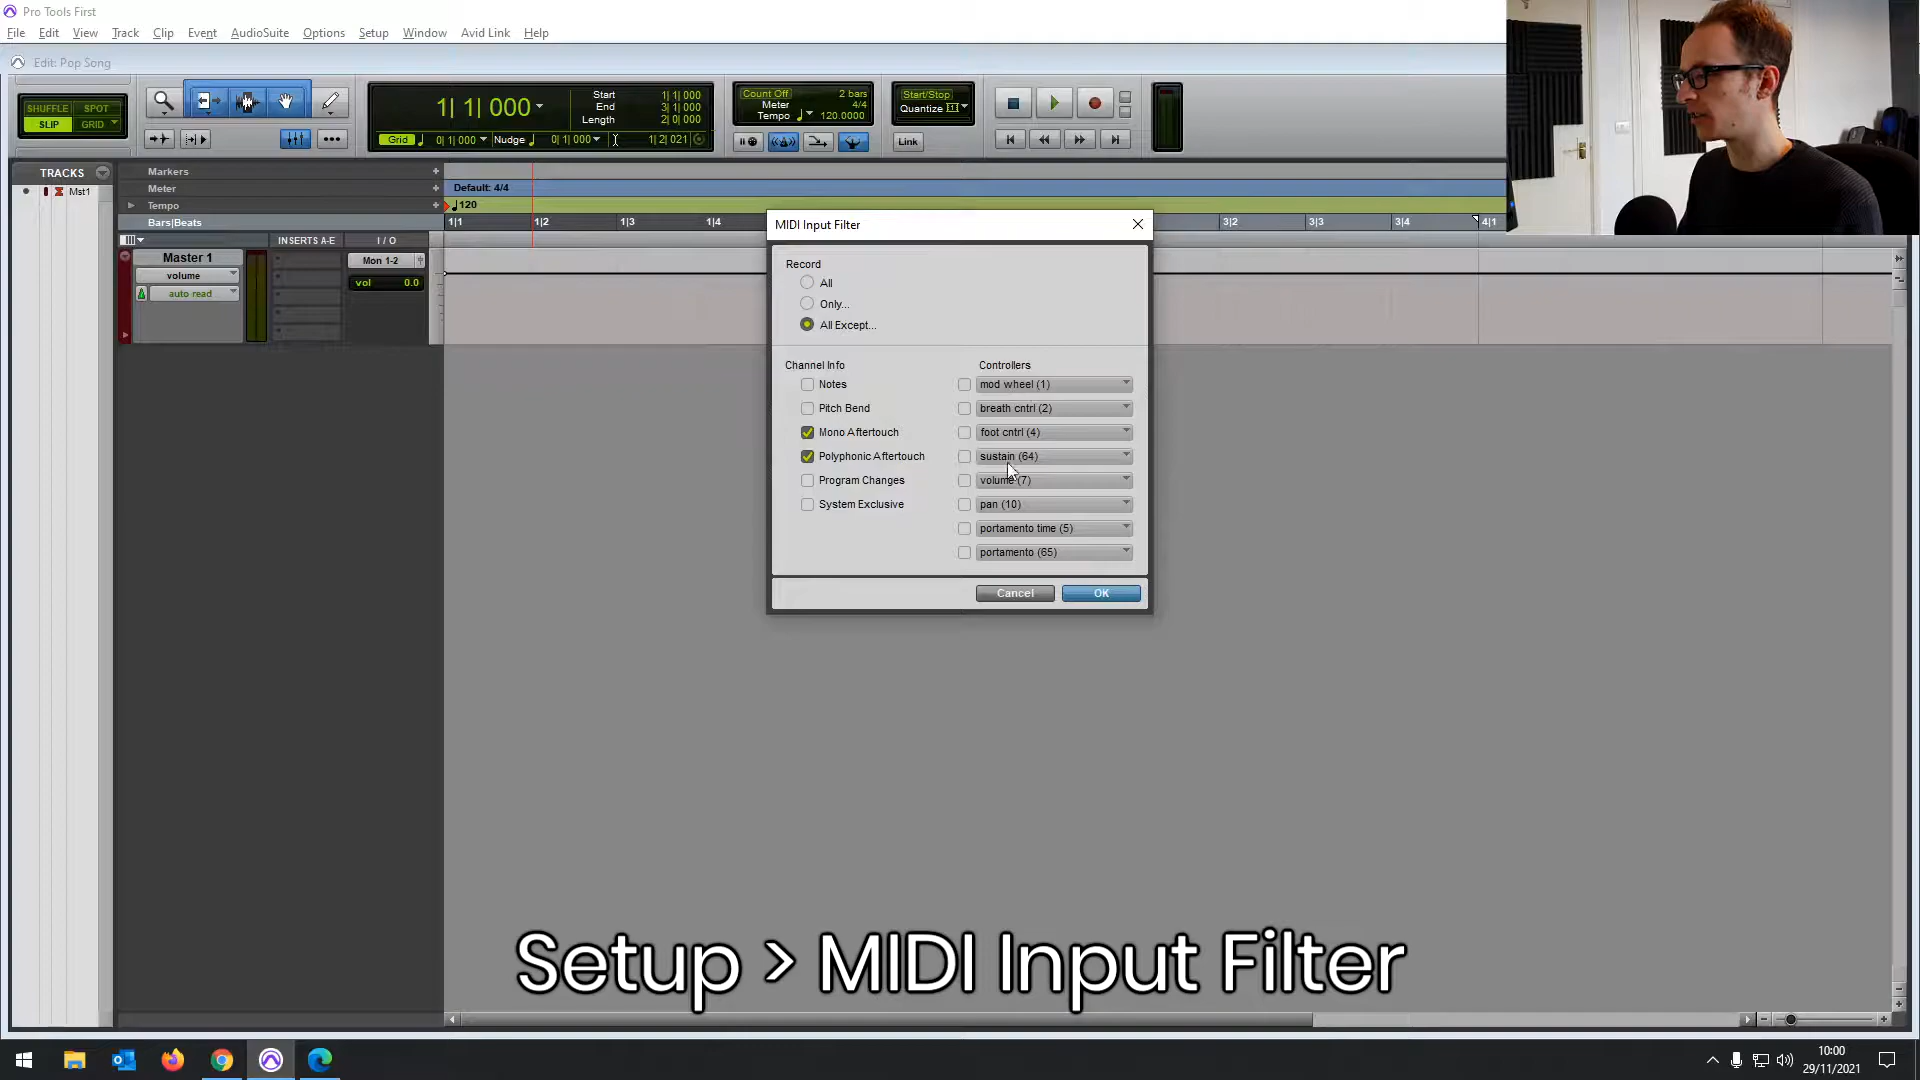 Pro Tools First
File Edit View Track Clip Event AudioSuite Options Setup Window Avid Link Help
Edit: Pop Song
SHUFFLE SPOT
SLIP GRID
1| 1| 000
Start 1| 1| 000
End 3| 1| 000
Length 2| 0| 000
Grid 0| 1| 000 Nudge 0| 1| 000 1| 2| 021
Count Off 2 bars
Meter 4/4
Tempo 120.0000
Start/Stop
Quantize
Link
TRACKS
Mst1
Markers
Meter
Default: 4/4
Tempo
120
Bars|Beats
1|1 1|2 1|3 1|4 3|2 3|3 3|4 4|1
INSERTS A-E I / O
Master 1
volume
auto read
Mon 1-2
vol 0.0
MIDI Input Filter
Record
All
Only...
All Except...
Channel Info
Notes
Pitch Bend
Mono Aftertouch
Polyphonic Aftertouch
Program Changes
System Exclusive
Controllers
mod wheel (1)
breath cntrl (2)
foot cntrl (4)
sustain (64)
volume (7)
pan (10)
portamento time (5)
portamento (65)
Cancel OK
Setup > MIDI Input Filter
10:00
29/11/2021